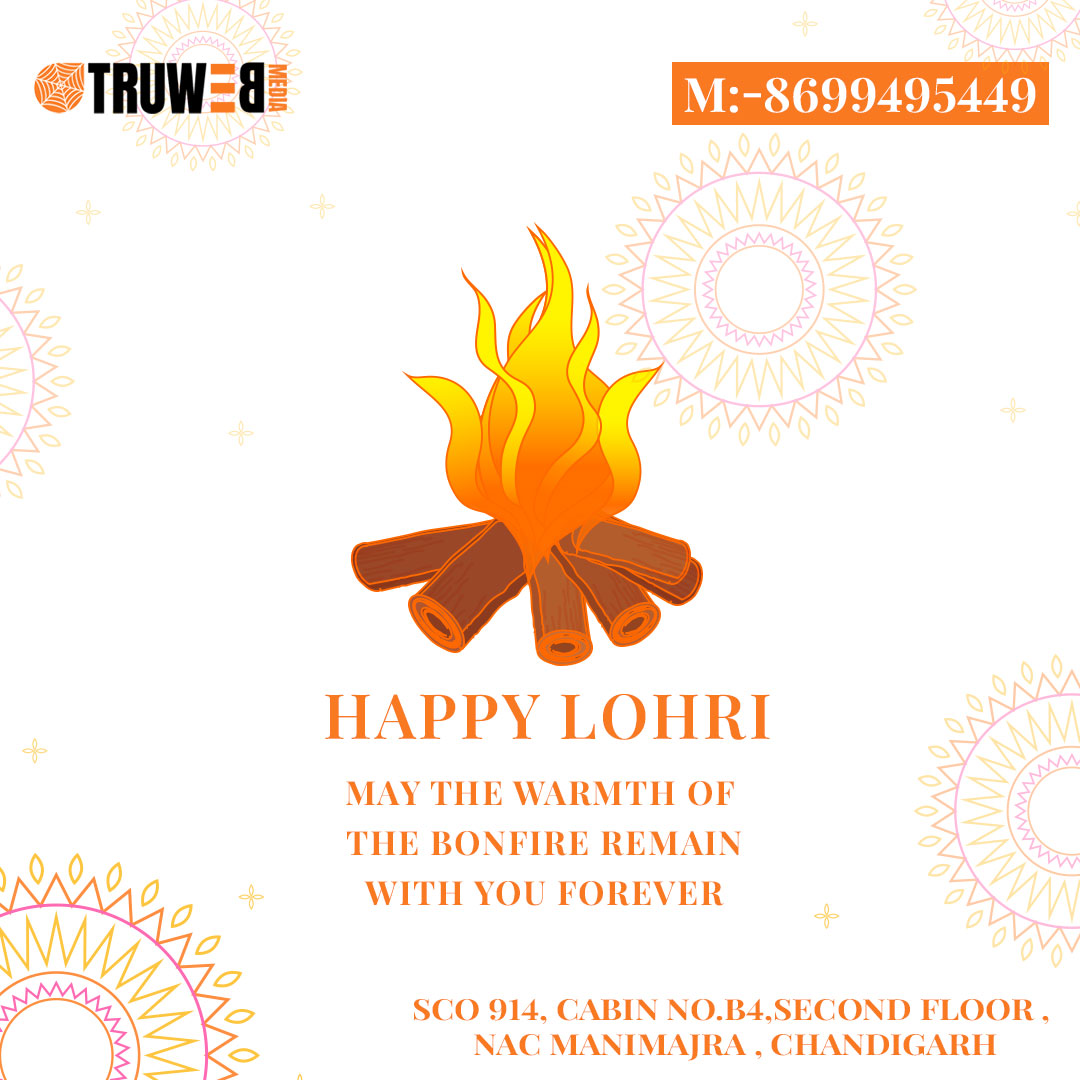 TRUWEB MEDIA
M:-8699495449
HAPPY LOHRI
MAY THE WARMTH OF
THE BONFIRE REMAIN
WITH YOU FOREVER
SCO 914, CABIN NO.B4,SECOND FLOOR ,
NAC MANIMAJRA , CHANDIGARH